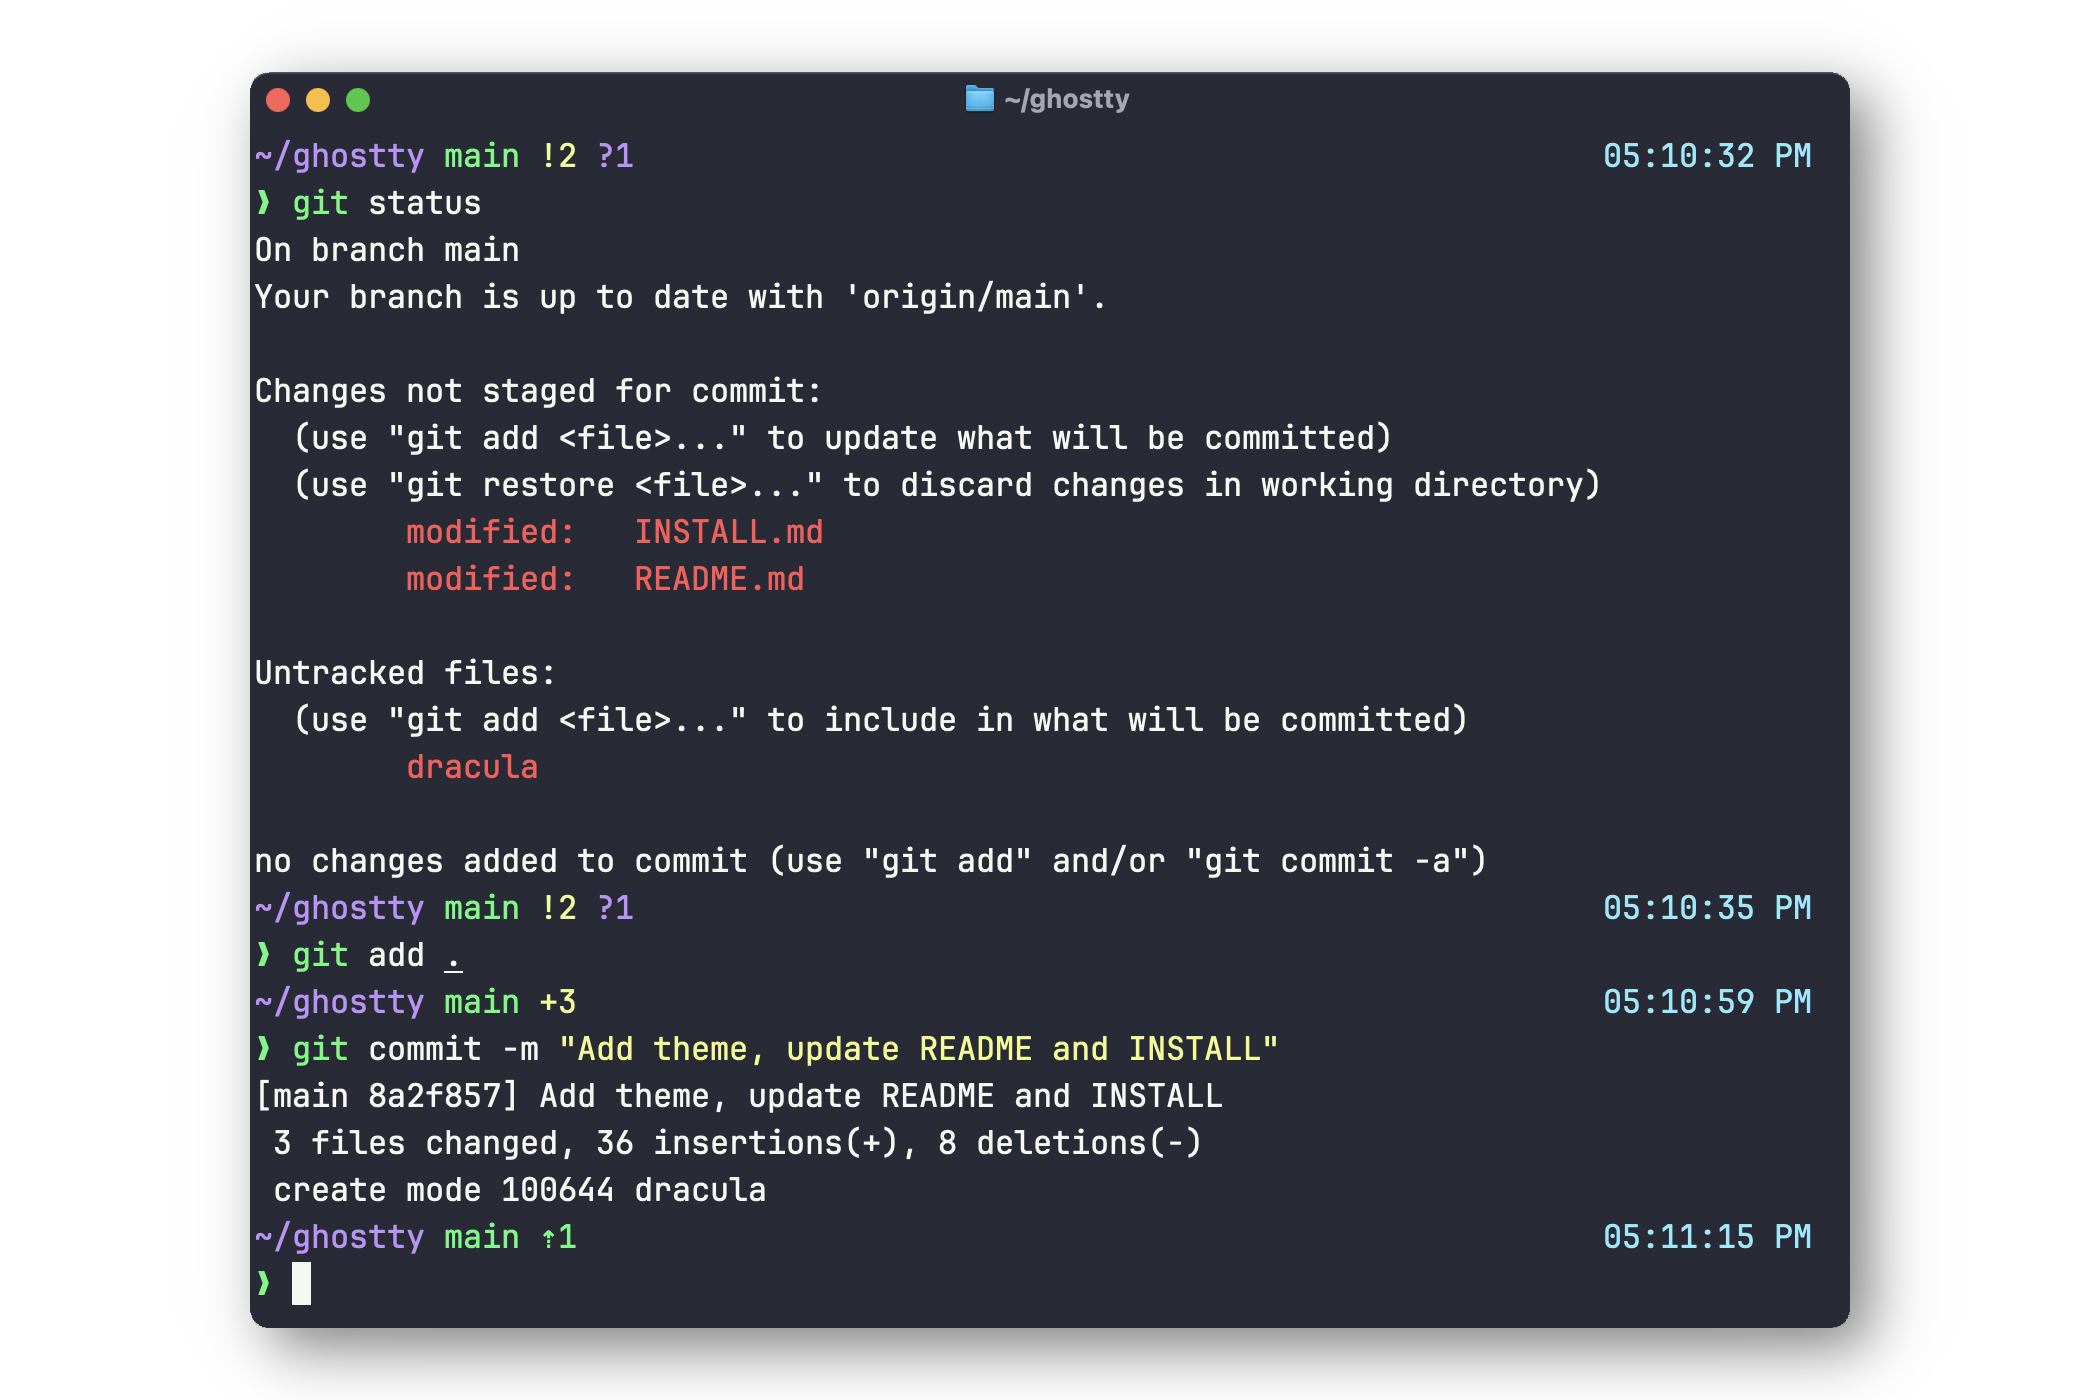 ~/ghostty
~/ghostty main !2 ?1 05:10:32 PM
❱ git status
On branch main
Your branch is up to date with 'origin/main'.
Changes not staged for commit:
  (use "git add <file>..." to update what will be committed)
  (use "git restore <file>..." to discard changes in working directory)
        modified:   INSTALL.md
        modified:   README.md
Untracked files:
  (use "git add <file>..." to include in what will be committed)
        dracula
no changes added to commit (use "git add" and/or "git commit -a")
~/ghostty main !2 ?1 05:10:35 PM
❱ git add .
~/ghostty main +3 05:10:59 PM
❱ git commit -m "Add theme, update README and INSTALL"
[main 8a2f857] Add theme, update README and INSTALL
 3 files changed, 36 insertions(+), 8 deletions(-)
 create mode 100644 dracula
~/ghostty main ⇡1 05:11:15 PM
❱